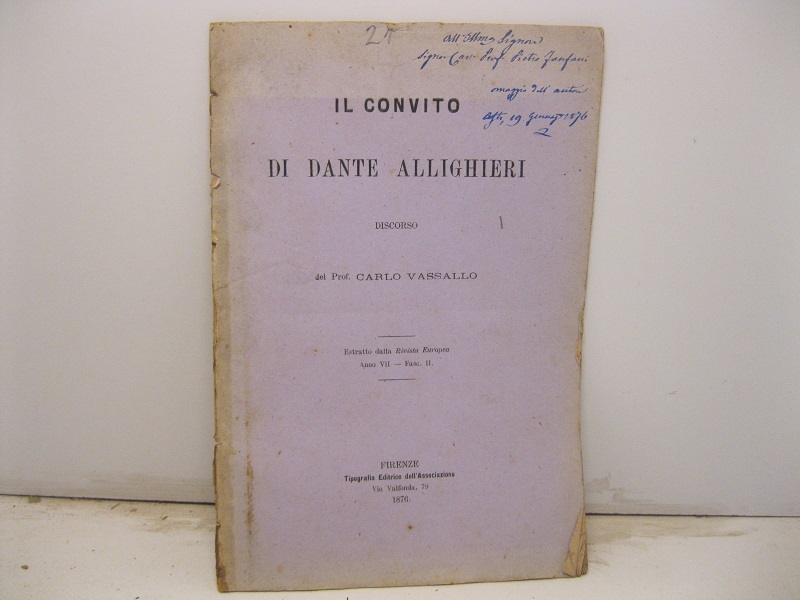 24
All'Illmo Signore
Signor Cav. Prof. Pietro Fanfani
omaggio dell'autore
Asti, 19 Gennajo 1876
IL CONVITO
DI DANTE ALLIGHIERI
DISCORSO
del Prof. CARLO VASSALLO
Estratto dalla Rivista Europea
Anno VII — Fasc. II.
FIRENZE
Tipografia Editrice dell'Associazione
Via Valfonda, 79
1876.